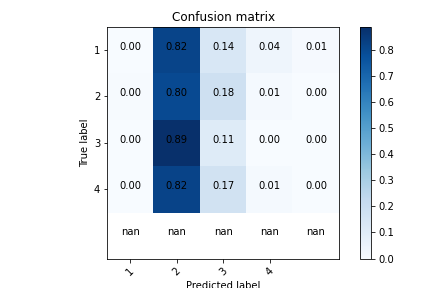 Confusion matrix
1 0.00 0.82 0.14 0.04 0.01
2 0.00 0.80 0.18 0.01 0.00
3 0.00 0.89 0.11 0.00 0.00
4 0.00 0.82 0.17 0.01 0.00
nan nan nan nan nan
1 2 3 4
True label
Predicted label
0.8
0.7
0.6
0.5
0.4
0.3
0.2
0.1
0.0